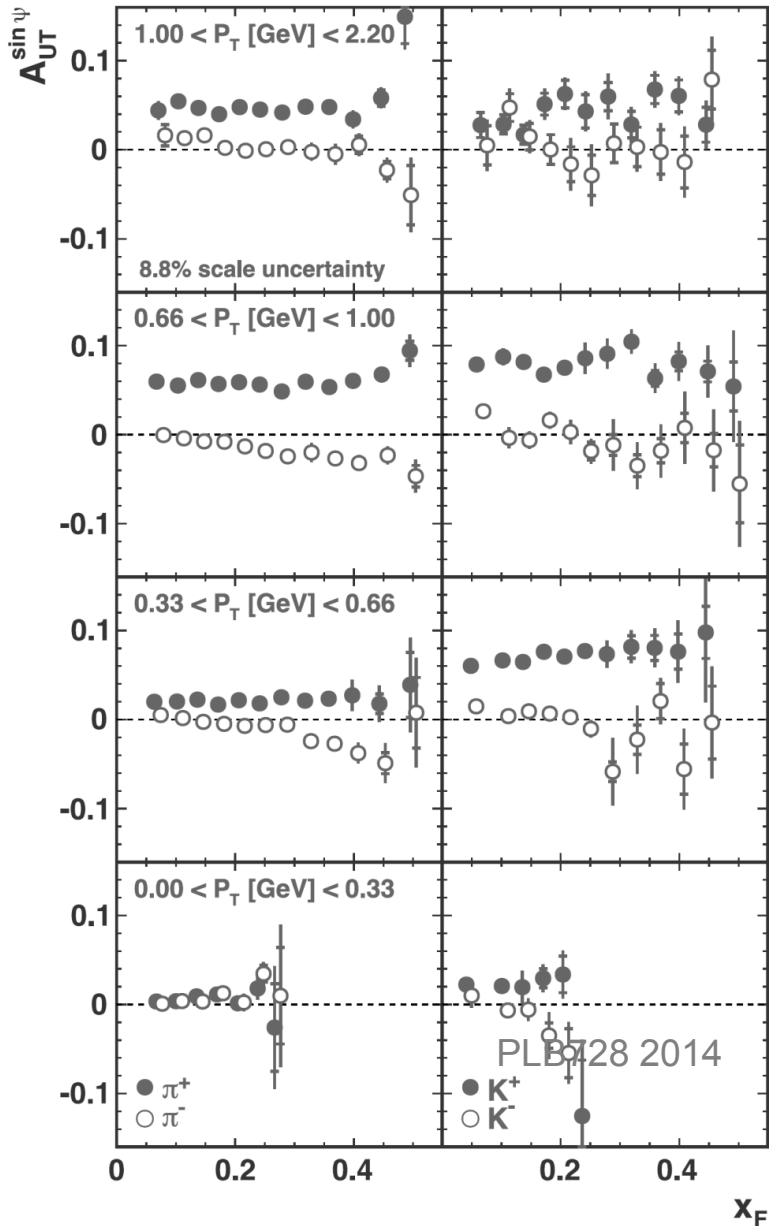 A_UT^sin ψ
1.00 < P_T [GeV] < 2.20
0.1
0
-0.1
8.8% scale uncertainty
0.66 < P_T [GeV] < 1.00
0.1
0
-0.1
0.33 < P_T [GeV] < 0.66
0.1
0
-0.1
0.00 < P_T [GeV] < 0.33
0.1
0
-0.1
PLB728 2014
π⁺
π⁻
K⁺
K⁻
0 0.2 0.4 0.2 0.4
x_F